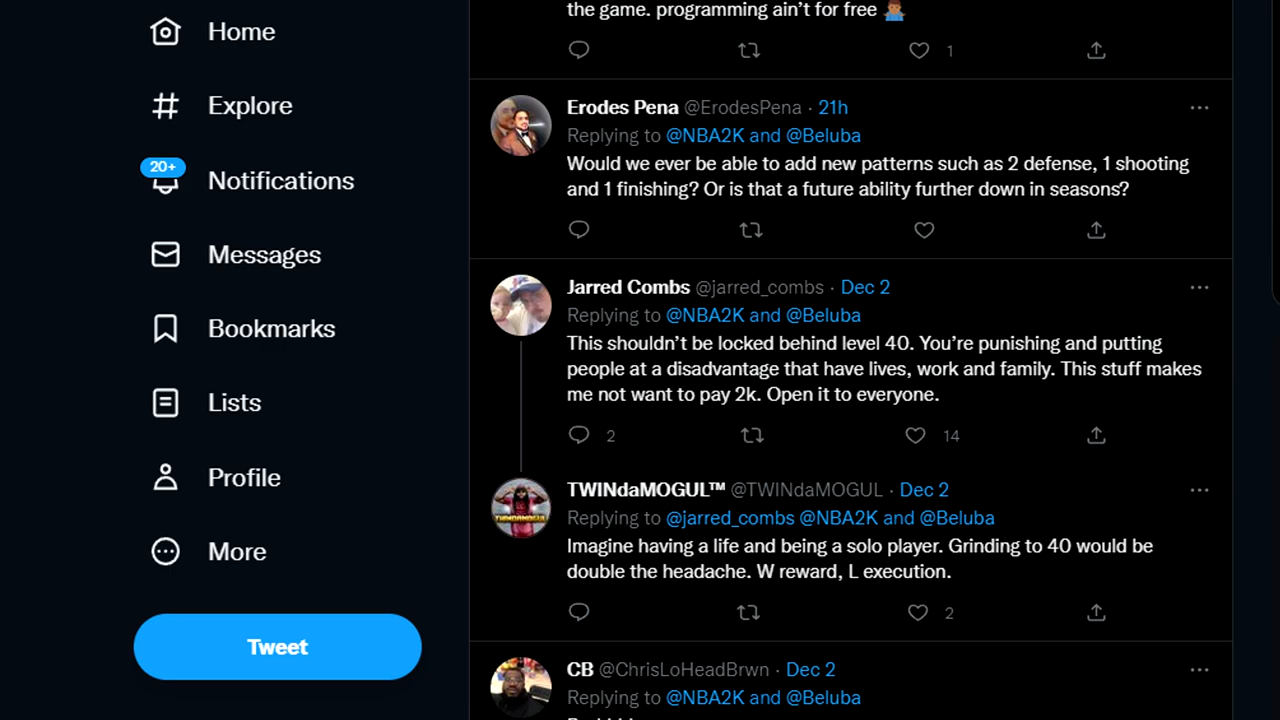 Home
Explore
20+
Notifications
Messages
Bookmarks
Lists
Profile
More
Tweet
the game. programming ain’t for free
1
Erodes Pena @ErodesPena · 21h
Replying to @NBA2K and @Beluba
Would we ever be able to add new patterns such as 2 defense, 1 shooting
and 1 finishing? Or is that a future ability further down in seasons?
Jarred Combs @jarred_combs · Dec 2
Replying to @NBA2K and @Beluba
This shouldn’t be locked behind level 40. You’re punishing and putting
people at a disadvantage that have lives, work and family. This stuff makes
me not want to pay 2k. Open it to everyone.
2 14
TWINdaMOGUL™ @TWINdaMOGUL · Dec 2
Replying to @jarred_combs @NBA2K and @Beluba
Imagine having a life and being a solo player. Grinding to 40 would be
double the headache. W reward, L execution.
2
CB @ChrisLoHeadBrwn · Dec 2
Replying to @NBA2K and @Beluba